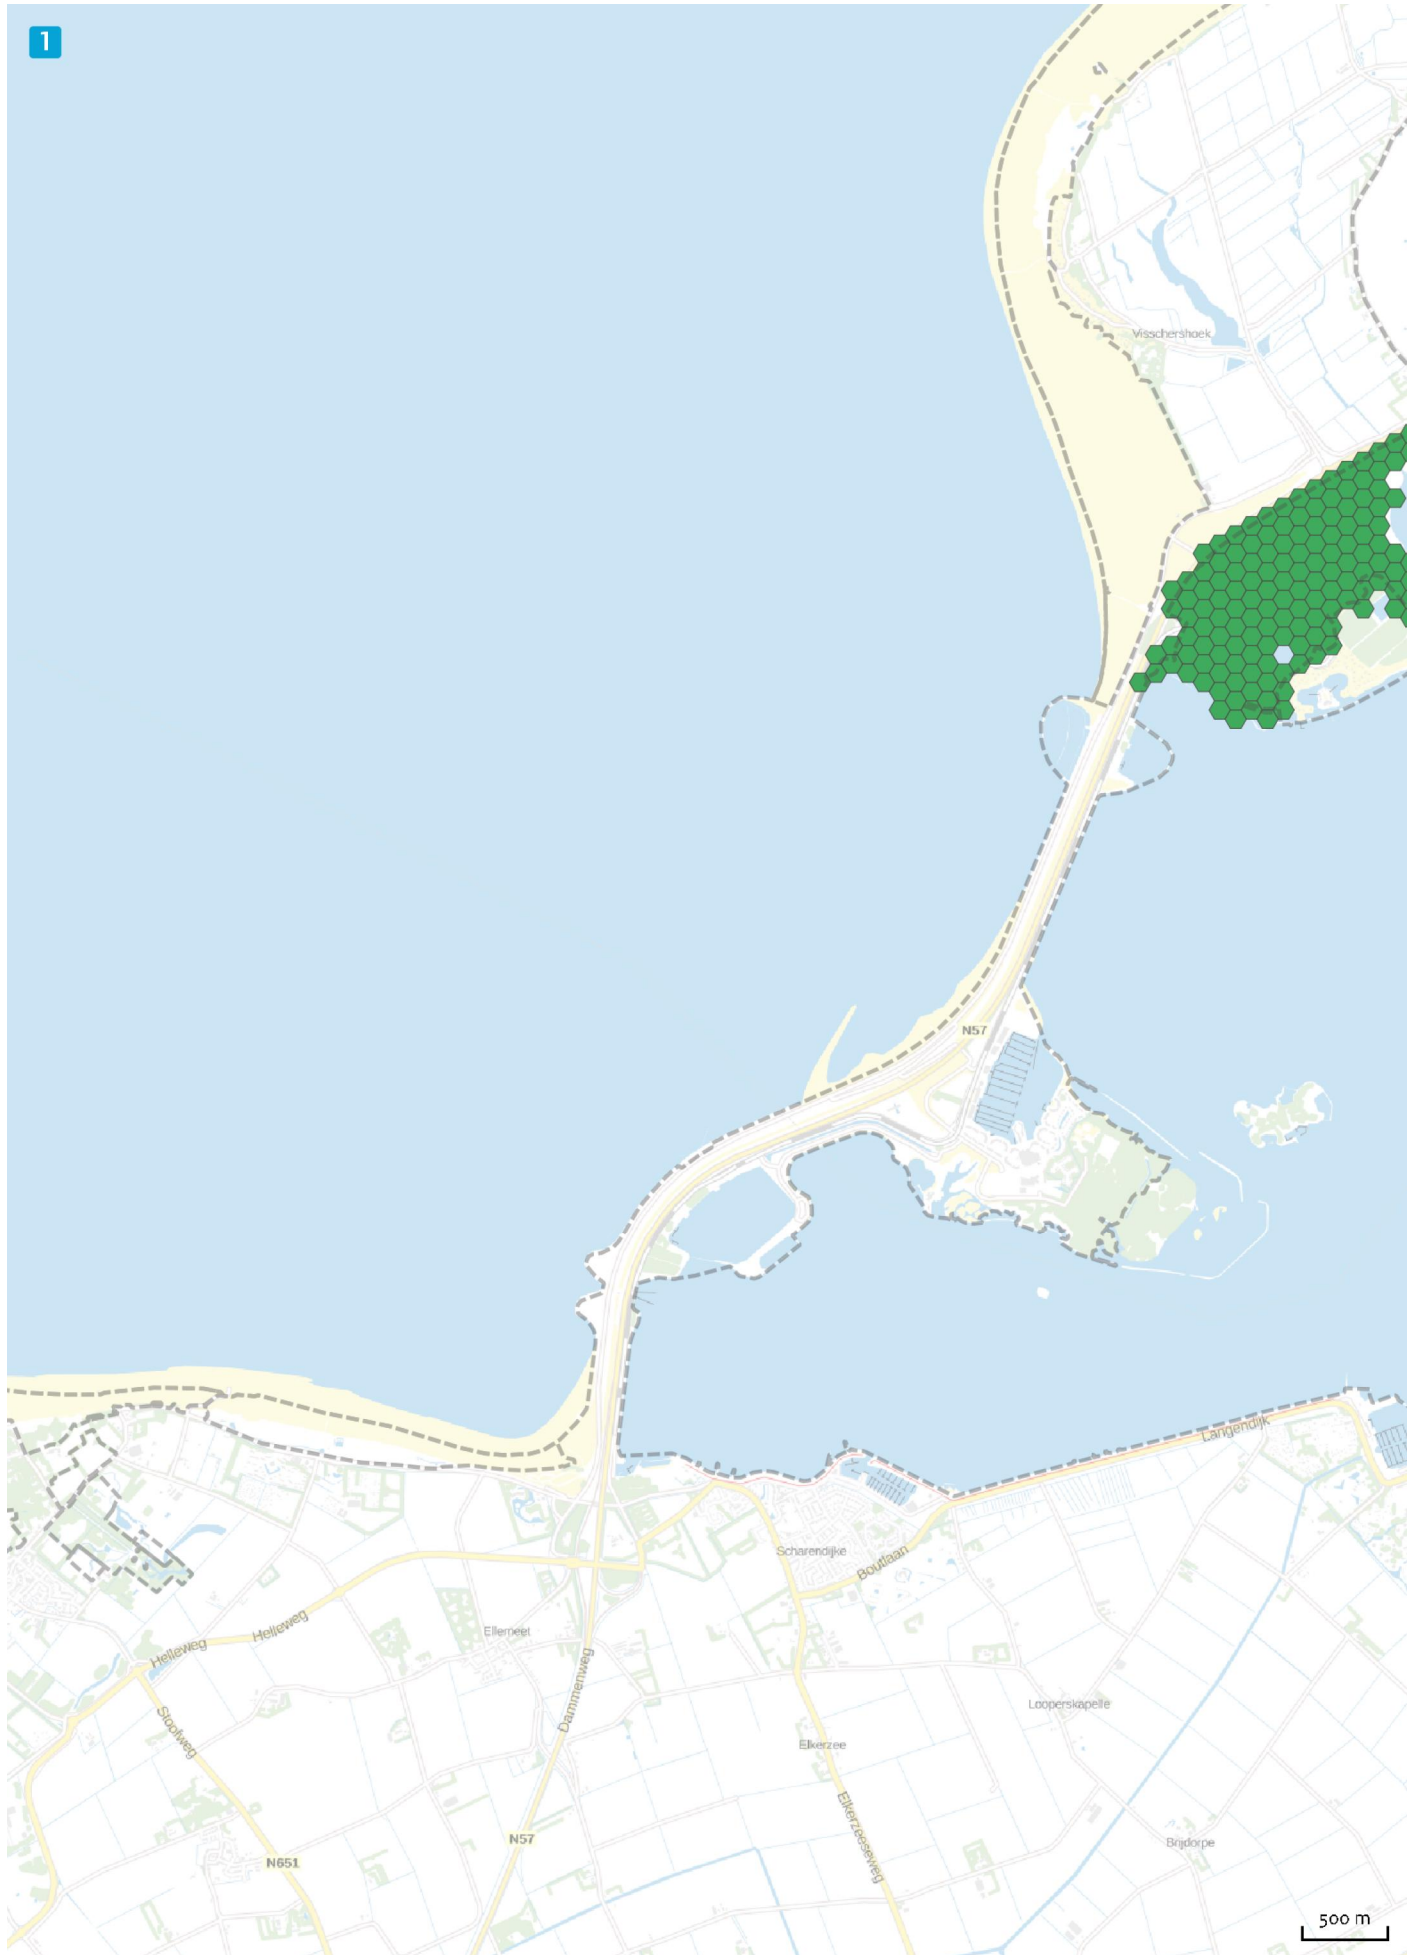 1
Visschershoek
N57
Langendijk
Scharendijke
Boutlaan
Helleweg
Helleweg
Ellemeet
Dammenweg
Stoofweg
Looperskapelle
Elkerzee
Elkerzeeseweg
N57
Brijdorpe
N651
500 m